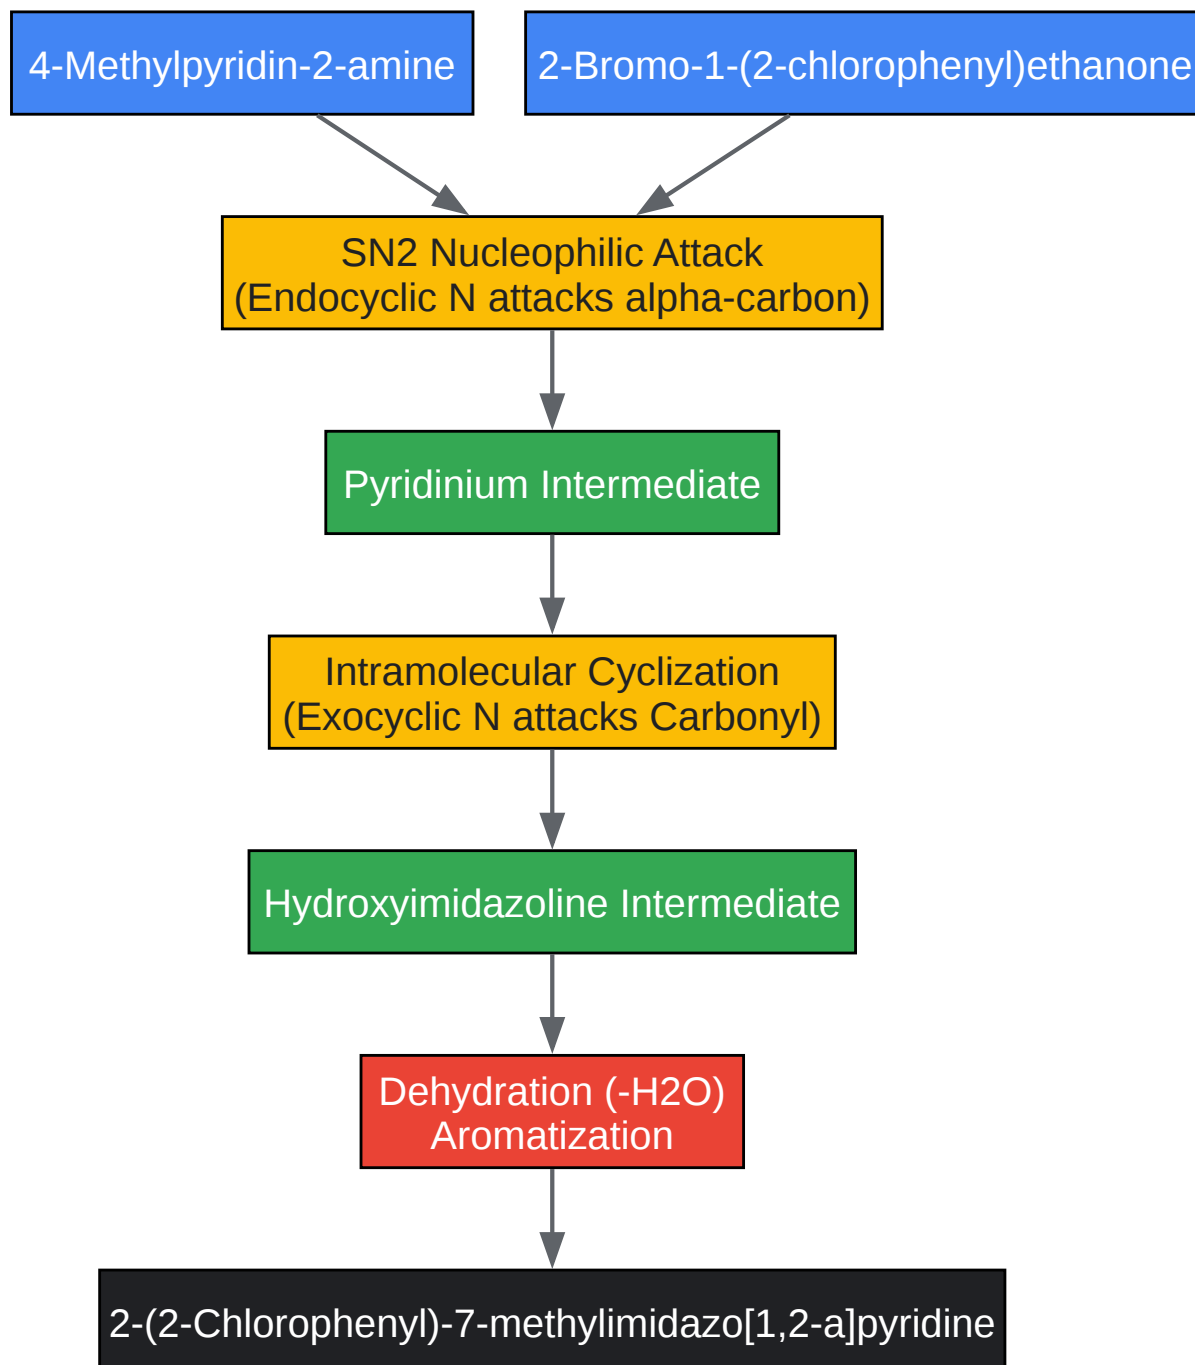 4-Methylpyridin-2-amine
2-Bromo-1-(2-chlorophenyl)ethanone
SN2 Nucleophilic Attack
(Endocyclic N attacks alpha-carbon)
Pyridinium Intermediate
Intramolecular Cyclization
(Exocyclic N attacks Carbonyl)
Hydroxyimidazoline Intermediate
Dehydration (-H2O)
Aromatization
2-(2-Chlorophenyl)-7-methylimidazo[1,2-a]pyridine